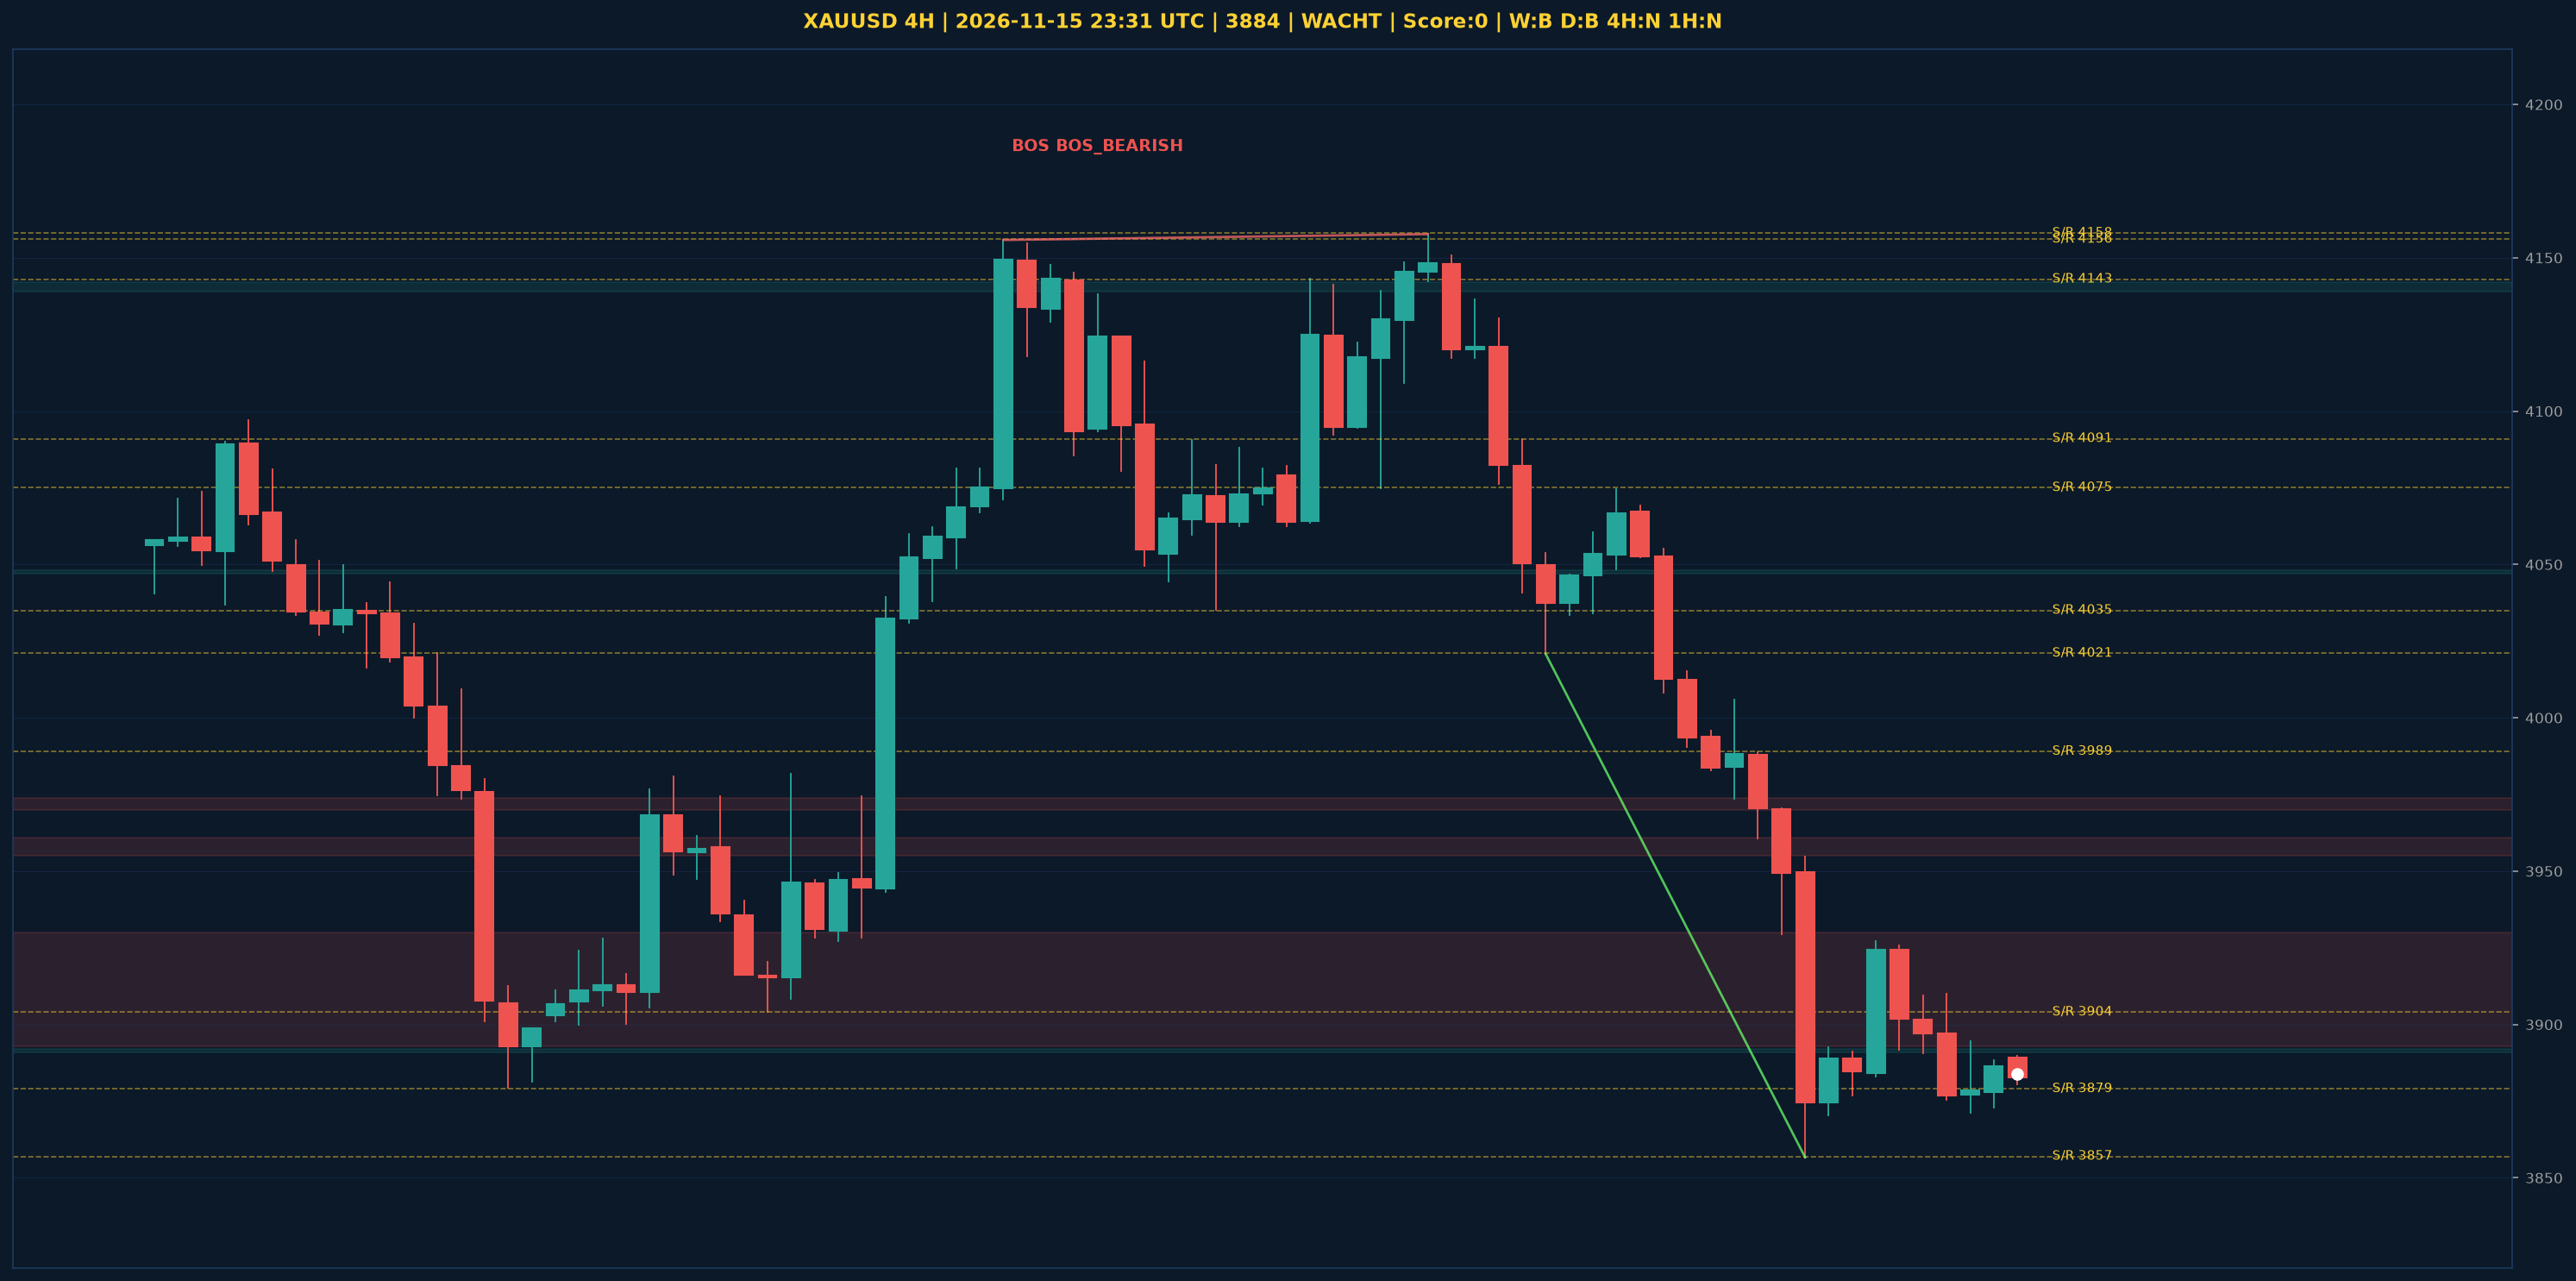 XAUUSD 4H | 2026-11-15 23:31 UTC | 3884 | WACHT | Score:0 | W:B D:B 4H:N 1H:N
4200
BOS BOS_BEARISH
S/R 4158
S/R 4156
4150
S/R 4143
4100
S/R 4091
S/R 4075
4050
S/R 4035
S/R 4021
4000
S/R 3989
3950
S/R 3904
3900
S/R 3879
S/R 3857
3850